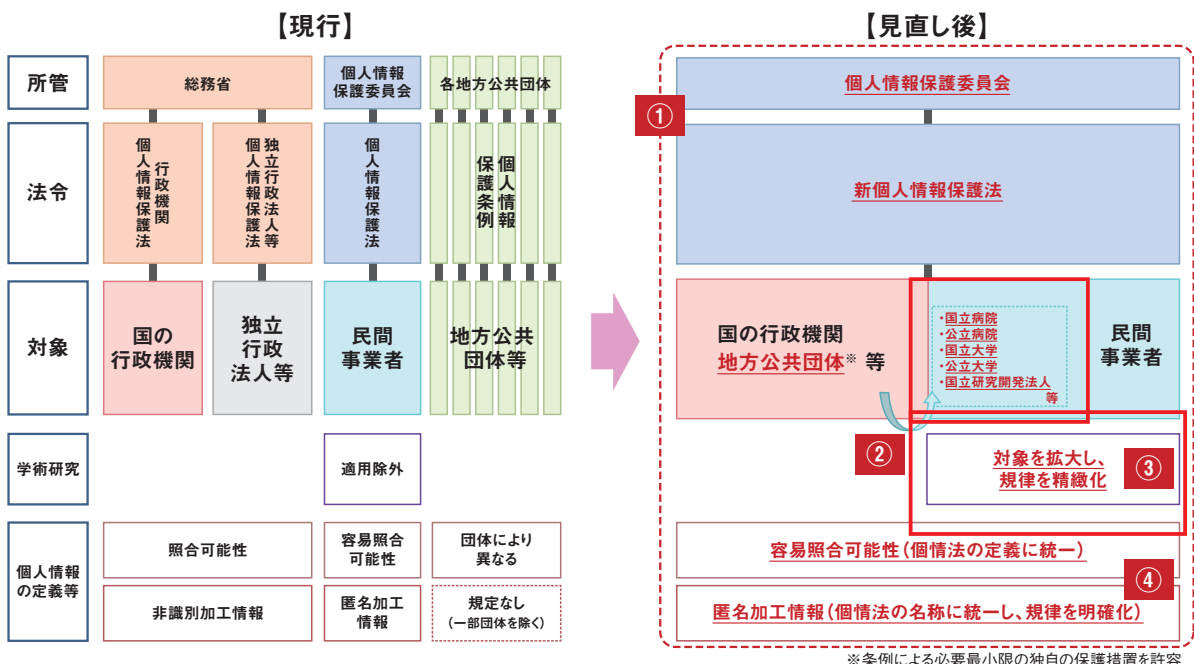 【現行】
【見直し後】
所管
総務省
個人情報
保護委員会
各地方公共団体
個人情報保護委員会
①
法令
行政機関
個人情報保護法
独立行政法人等
個人情報保護法
個人情報保護法
個人情報
保護条例
新個人情報保護法
対象
国の
行政機関
独立
行政
法人等
民間
事業者
地方公共
団体等
国の行政機関
地方公共団体※ 等
・国立病院
・公立病院
・国立大学
・公立大学
・国立研究開発法人
等
民間
事業者
②
学術研究
適用除外
対象を拡大し、
規律を精緻化
③
個人情報
の定義等
照合可能性
容易照合
可能性
団体により
異なる
容易照合可能性(個情法の定義に統一)
④
非識別加工情報
匿名加工
情報
規定なし
(一部団体を除く)
匿名加工情報(個情法の名称に統一し、規律を明確化)
※条例による必要最小限の独自の保護措置を許容